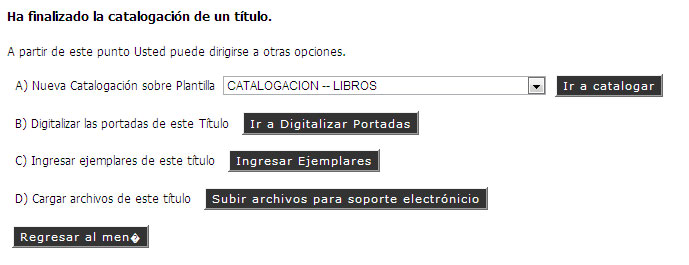 Ha finalizado la catalogación de un título.
A partir de este punto Usted puede dirigirse a otras opciones.
A) Nueva Catalogación sobre Plantilla CATALOGACION -- LIBROS Ir a catalogar
B) Digitalizar las portadas de este Título Ir a Digitalizar Portadas
C) Ingresar ejemplares de este título Ingresar Ejemplares
D) Cargar archivos de este título Subir archivos para soporte electrónicio
Regresar al men�